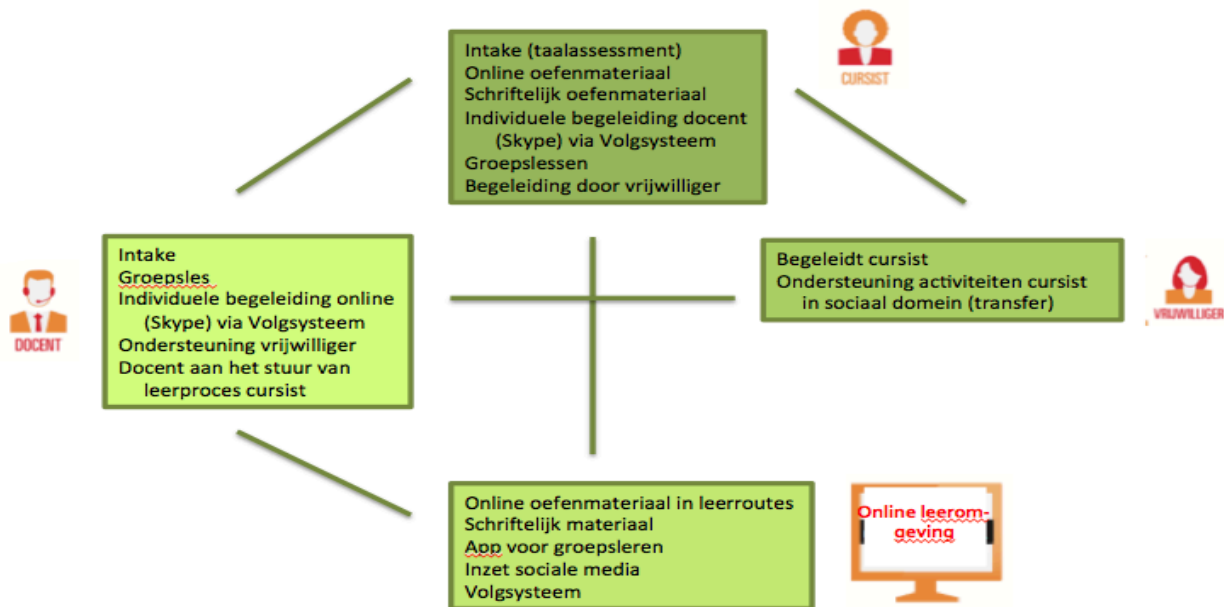 Intake (taalassessment)
Online oefenmateriaal
Schriftelijk oefenmateriaal
Individuele begeleiding docent
(Skype) via Volgsysteem
Groepslessen
Begeleiding door vrijwilliger
CURSIST
Intake
Groepsles
Individuele begeleiding online
(Skype) via Volgsysteem
Ondersteuning vrijwilliger
Docent aan het stuur van
leerproces cursist
DOCENT
Begeleidt cursist
Ondersteuning activiteiten cursist
in sociaal domein (transfer)
VRIJWILLIGER
Online oefenmateriaal in leerroutes
Schriftelijk materiaal
App voor groepsleren
Inzet sociale media
Volgsysteem
Online leerom-
geving